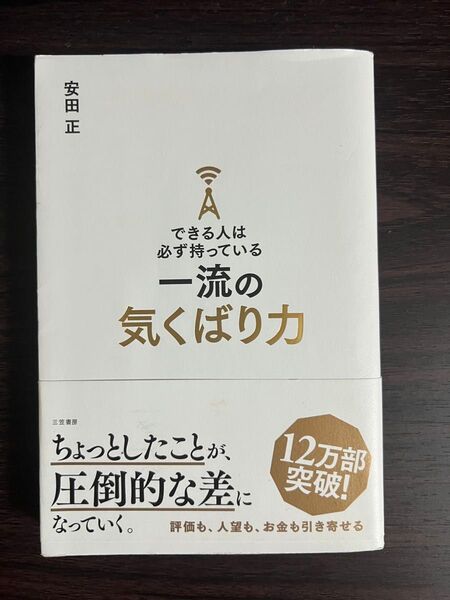 安田 正
できる人は
必ず持っている
一流の
気くばり力
三笠書房
ちょっとしたことが、
圧倒的な差に
なっていく。
12万部
突破!
評価も、人望も、お金も引き寄せる